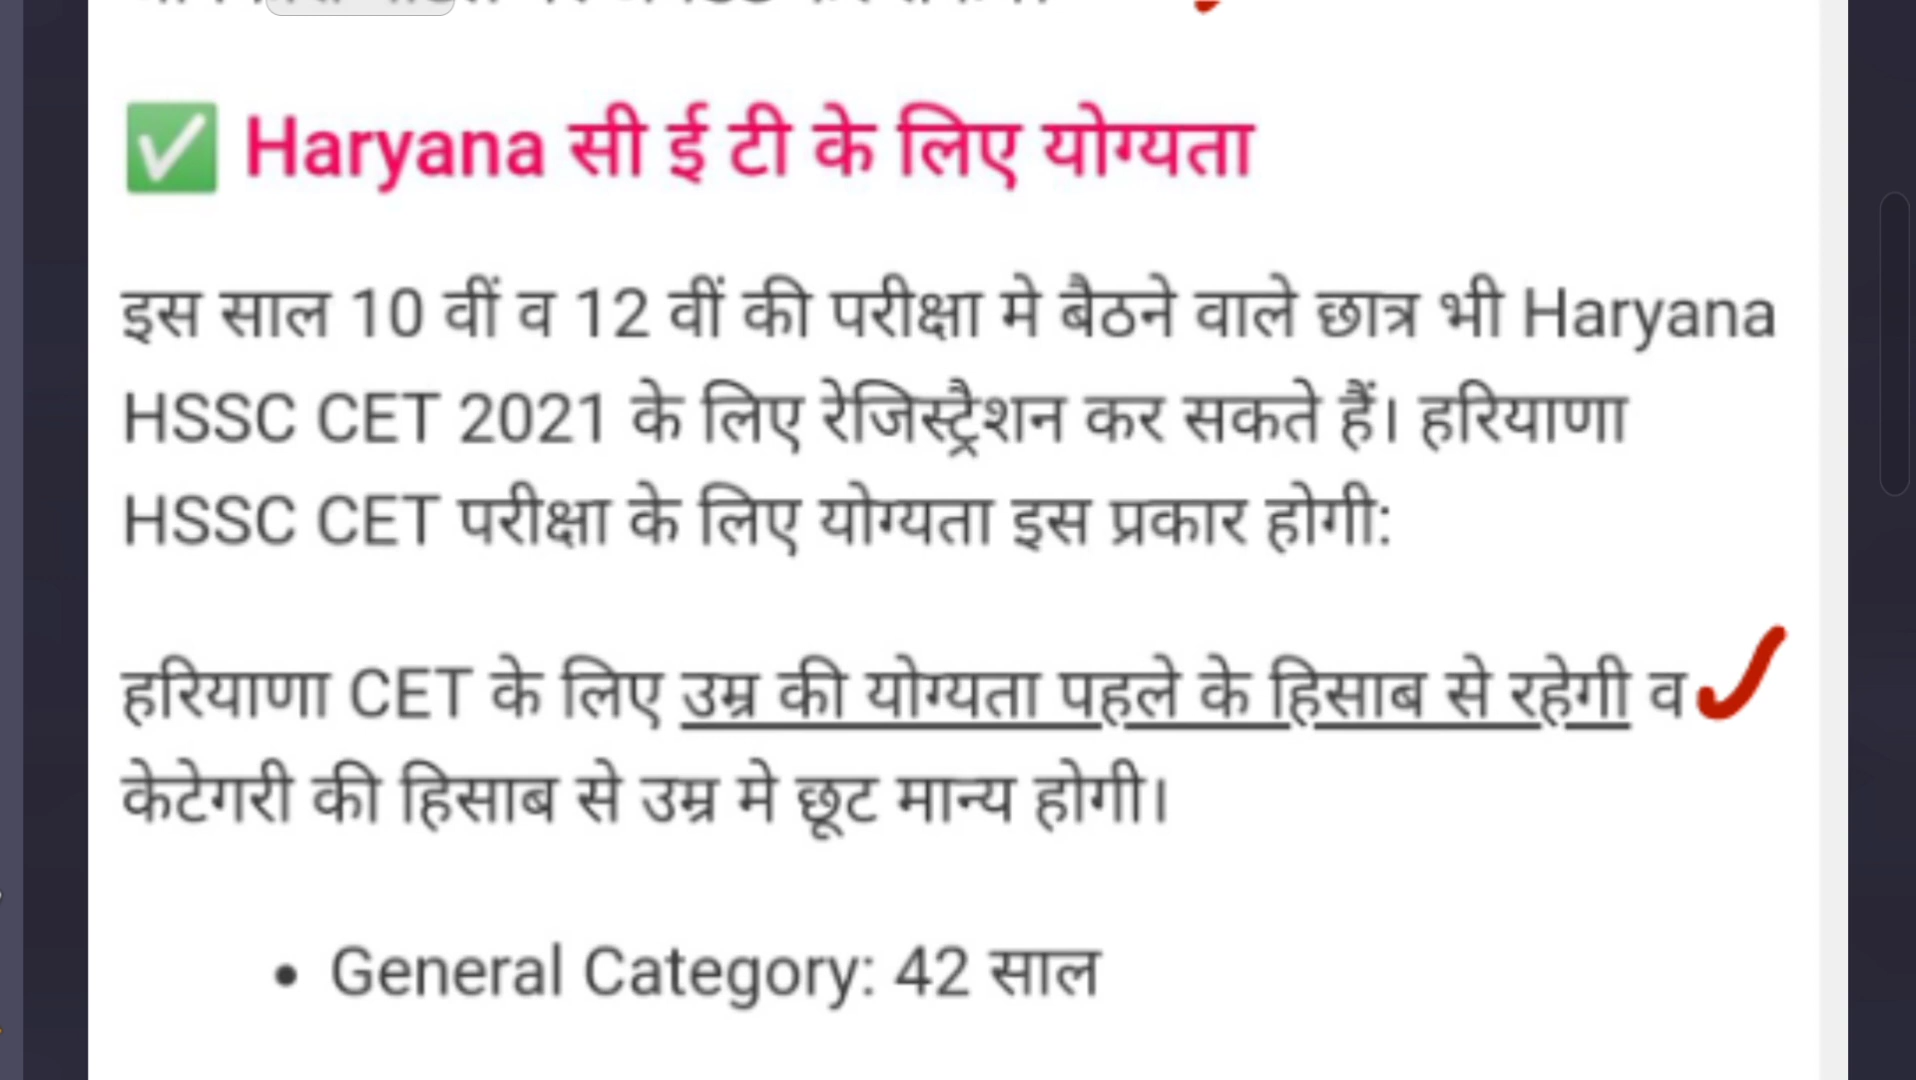 ✅ Haryana सी ई टी के लिए योग्यता
इस साल 10 वीं व 12 वीं की परीक्षा मे बैठने वाले छात्र भी Haryana
HSSC CET 2021 के लिए रेजिस्ट्रैशन कर सकते हैं। हरियाणा
HSSC CET परीक्षा के लिए योग्यता इस प्रकार होगी:
हरियाणा CET के लिए उम्र की योग्यता पहले के हिसाब से रहेगी व
केटेगरी की हिसाब से उम्र मे छूट मान्य होगी।
• General Category: 42 साल